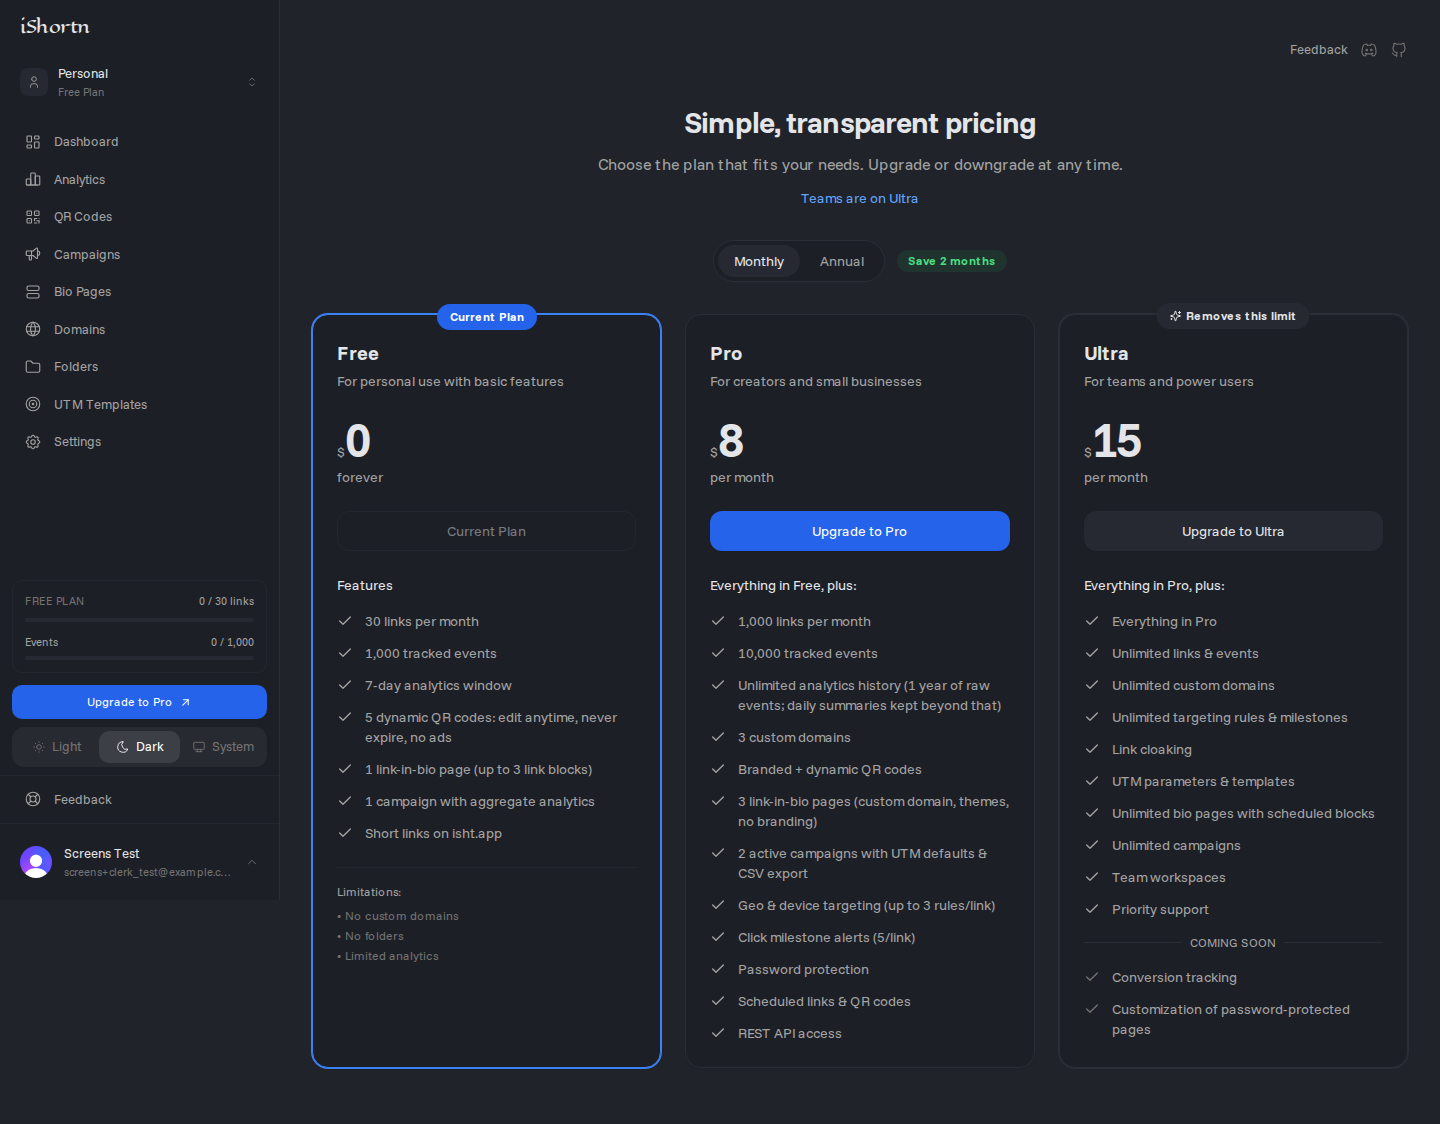 iShortn
Personal
Free Plan
Dashboard
Analytics
QR Codes
Campaigns
Bio Pages
Domains
Folders
UTM Templates
Settings
FREE PLAN 0 / 30 links
Events 0 / 1,000
Upgrade to Pro
Light Dark System
Feedback
Screens Test
screens+clerk_test@example.c...
Feedback
Simple, transparent pricing
Choose the plan that fits your needs. Upgrade or downgrade at any time.
Teams are on Ultra
Monthly Annual Save 2 months
Current Plan
Free
For personal use with basic features
$0
forever
Current Plan
Features
30 links per month
1,000 tracked events
7-day analytics window
5 dynamic QR codes: edit anytime, never
expire, no ads
1 link-in-bio page (up to 3 link blocks)
1 campaign with aggregate analytics
Short links on isht.app
Limitations:
• No custom domains
• No folders
• Limited analytics
Pro
For creators and small businesses
$8
per month
Upgrade to Pro
Everything in Free, plus:
1,000 links per month
10,000 tracked events
Unlimited analytics history (1 year of raw
events; daily summaries kept beyond that)
3 custom domains
Branded + dynamic QR codes
3 link-in-bio pages (custom domain, themes,
no branding)
2 active campaigns with UTM defaults &
CSV export
Geo & device targeting (up to 3 rules/link)
Click milestone alerts (5/link)
Password protection
Scheduled links & QR codes
REST API access
Removes this limit
Ultra
For teams and power users
$15
per month
Upgrade to Ultra
Everything in Pro, plus:
Everything in Pro
Unlimited links & events
Unlimited custom domains
Unlimited targeting rules & milestones
Link cloaking
UTM parameters & templates
Unlimited bio pages with scheduled blocks
Unlimited campaigns
Team workspaces
Priority support
COMING SOON
Conversion tracking
Customization of password-protected
pages